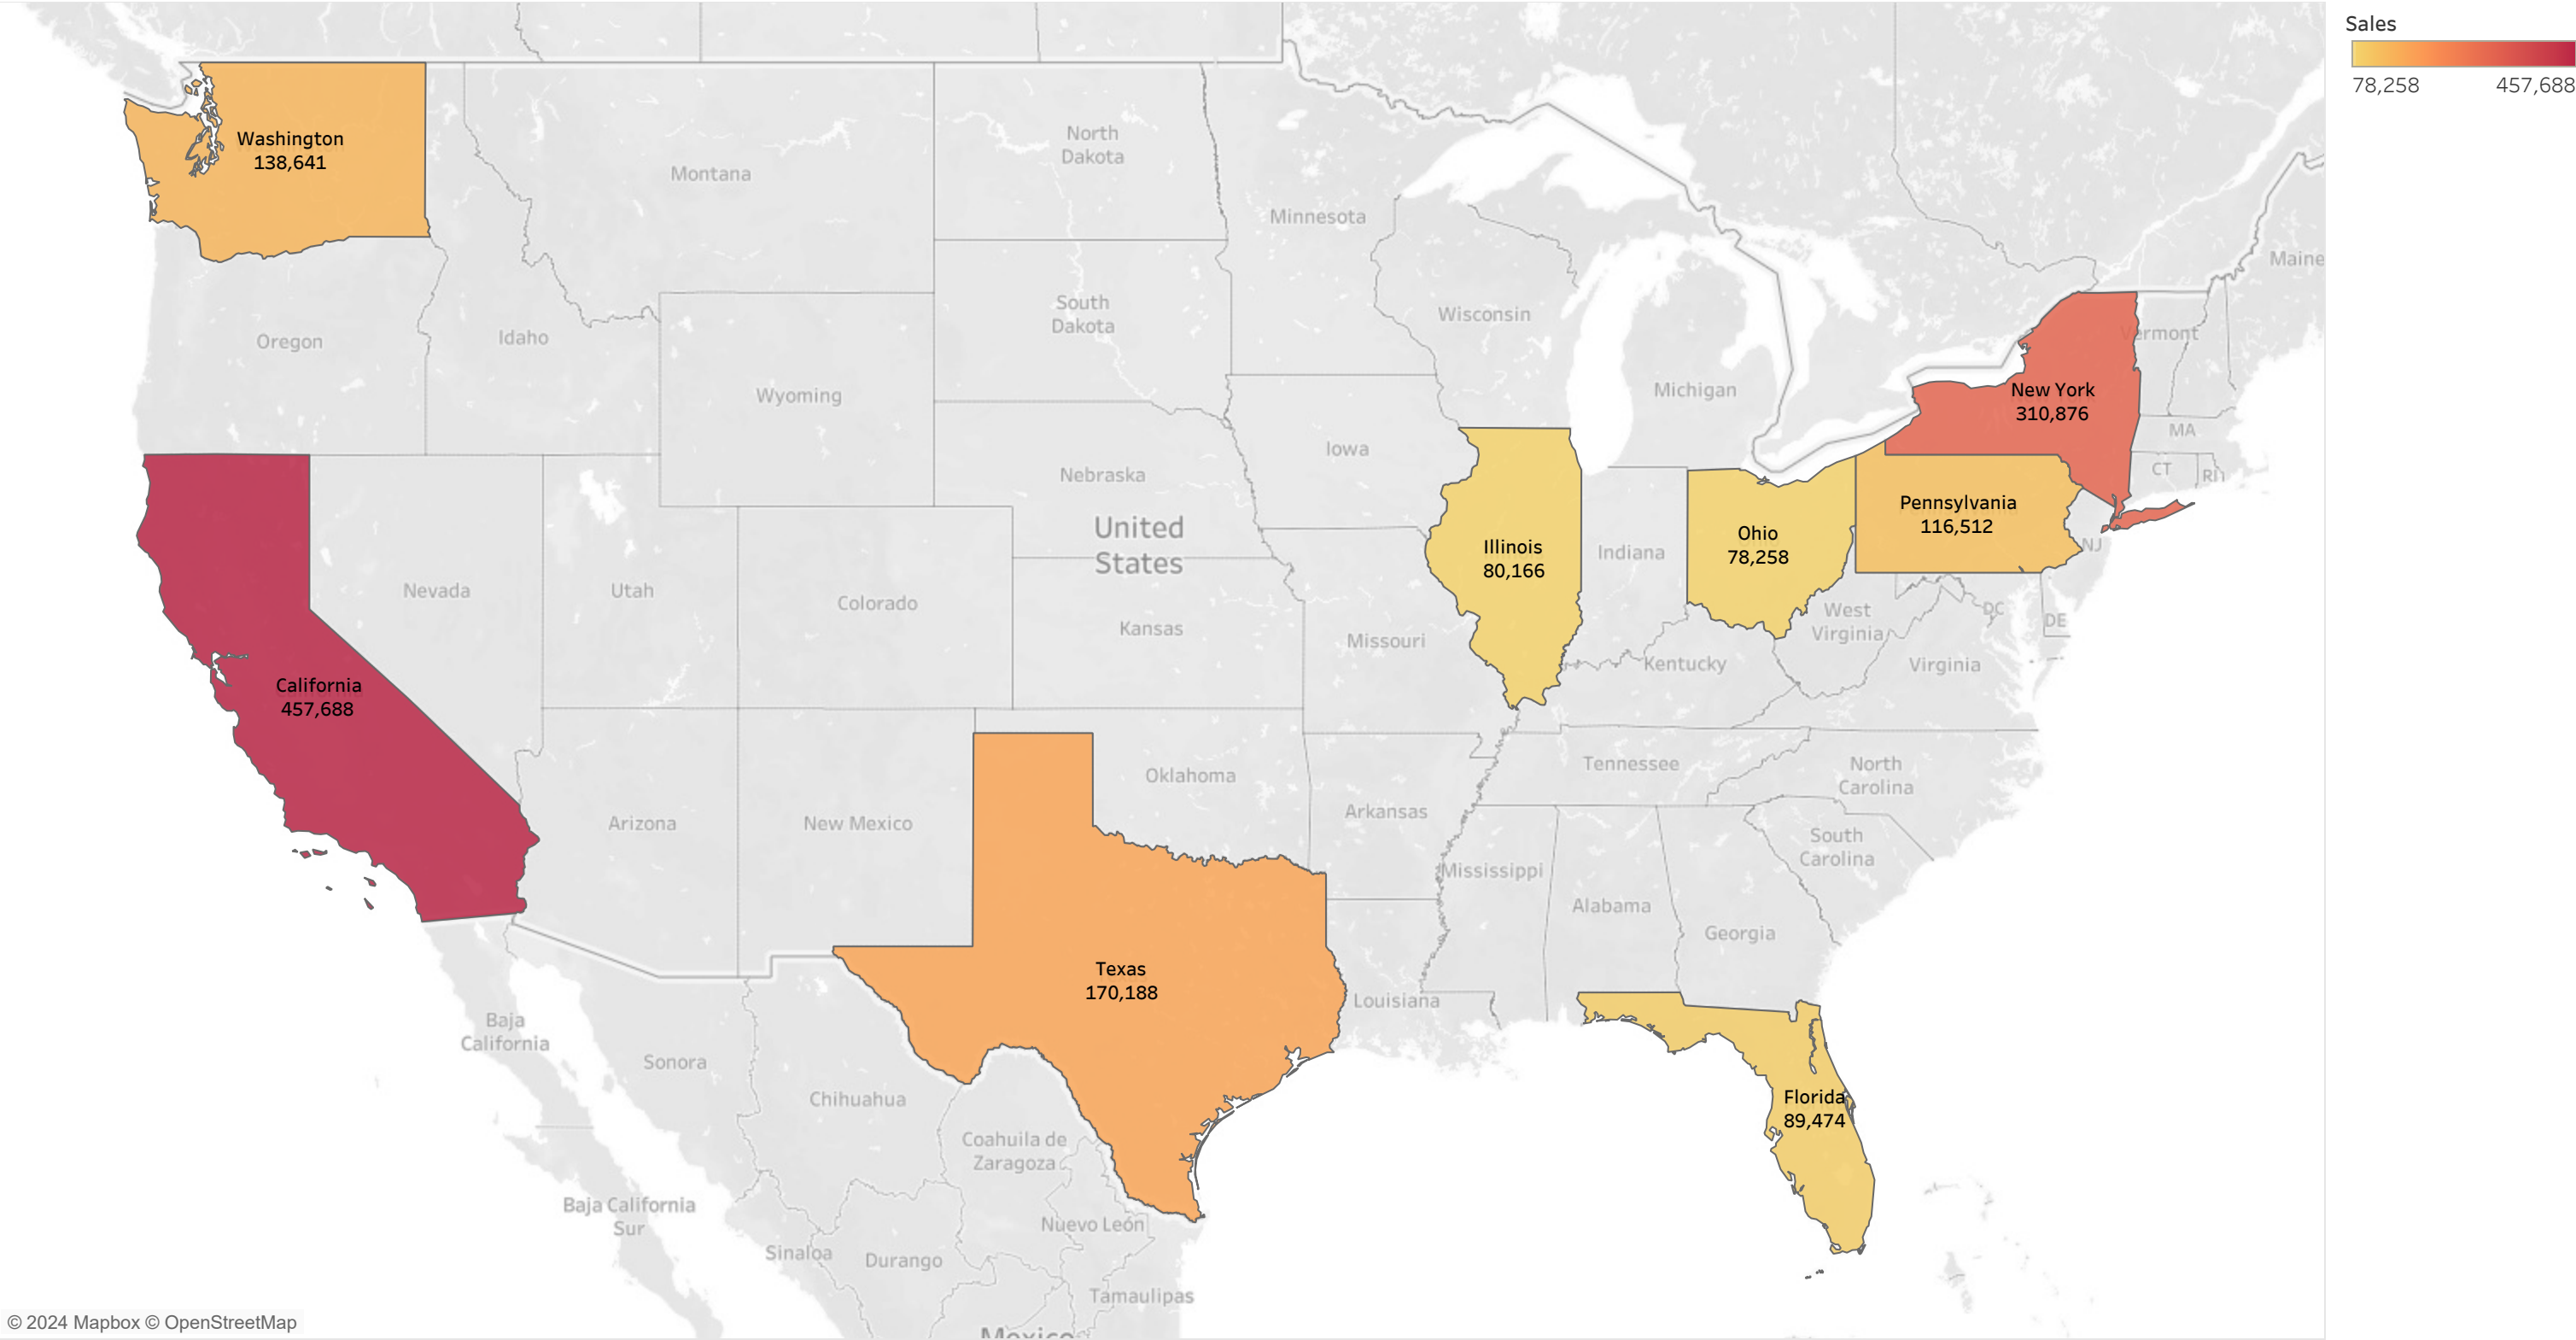 Sales
78,258 457,688
Washington
138,641
Montana
North
Dakota
Minnesota
Maine
Oregon
Idaho
South
Dakota
Wisconsin
Vermont
Wyoming
Michigan
New York
310,876
MA
Iowa
Nebraska
CT
RI
United
States
Pennsylvania
116,512
Ohio
78,258
Illinois
80,166
Indiana
NJ
Nevada
Utah
Colorado
Kansas
Missouri
West
Virginia
DC
DE
Kentucky
Virginia
California
457,688
Oklahoma
Tennessee
North
Carolina
Arizona
New Mexico
Arkansas
South
Carolina
Mississippi
Alabama
Georgia
Texas
170,188
Louisiana
Baja
California
Sonora
Chihuahua
Florida
89,474
Coahuila de
Zaragoza
Baja California
Sur
Nuevo León
Sinaloa
Durango
Tamaulipas
© 2024 Mapbox © OpenStreetMap
Mexico